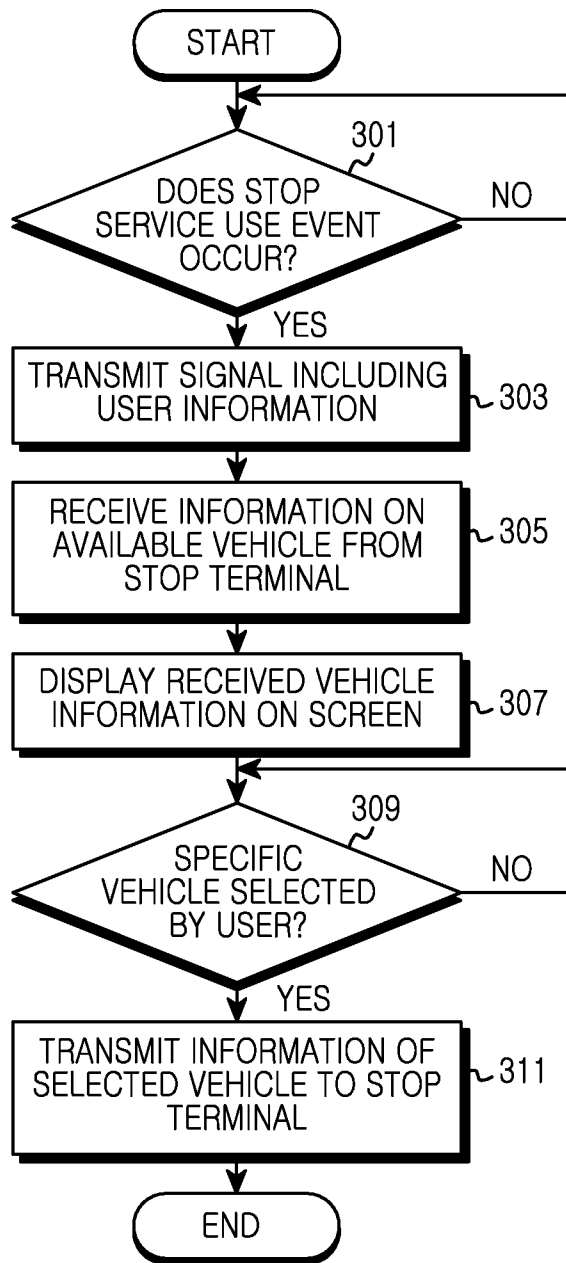 START
301
DOES STOP
SERVICE USE EVENT
OCCUR?
NO
YES
TRANSMIT SIGNAL INCLUDING
USER INFORMATION
303
RECEIVE INFORMATION ON
AVAILABLE VEHICLE FROM
STOP TERMINAL
305
DISPLAY RECEIVED VEHICLE
INFORMATION ON SCREEN
307
309
SPECIFIC
VEHICLE SELECTED
BY USER?
NO
YES
TRANSMIT INFORMATION OF
SELECTED VEHICLE TO STOP
TERMINAL
311
END